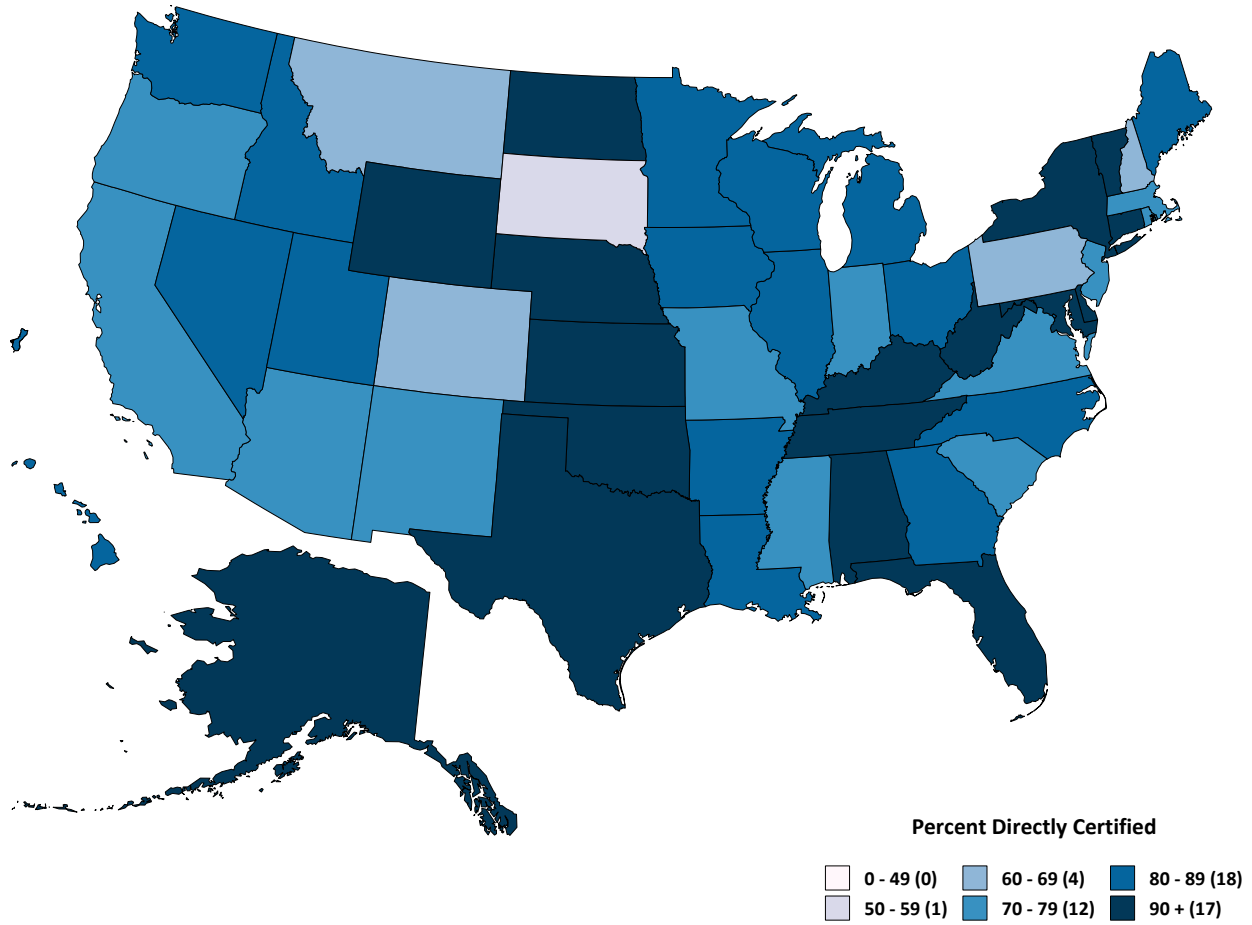 Percent Directly Certified
0 - 49 (0) 60 - 69 (4) 80 - 89 (18)
50 - 59 (1) 70 - 79 (12) 90 + (17)